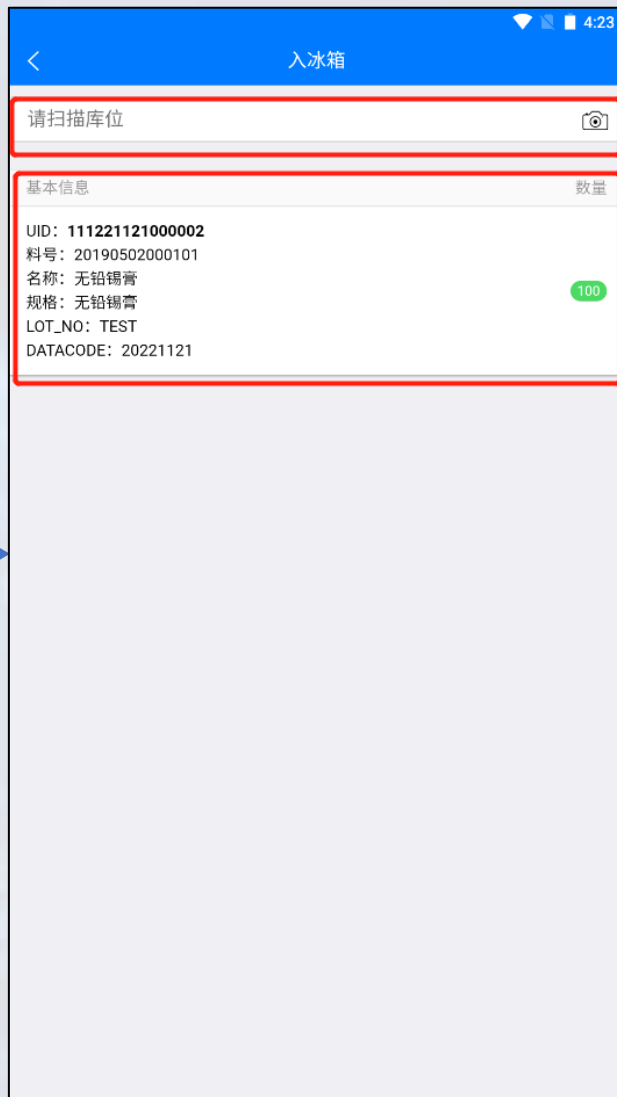 4:23
入冰箱
请扫描库位
基本信息 数量
UID：111221121000002
料号：20190502000101
名称：无铅锡膏
规格：无铅锡膏
100
LOT_NO：TEST
DATACODE：20221121